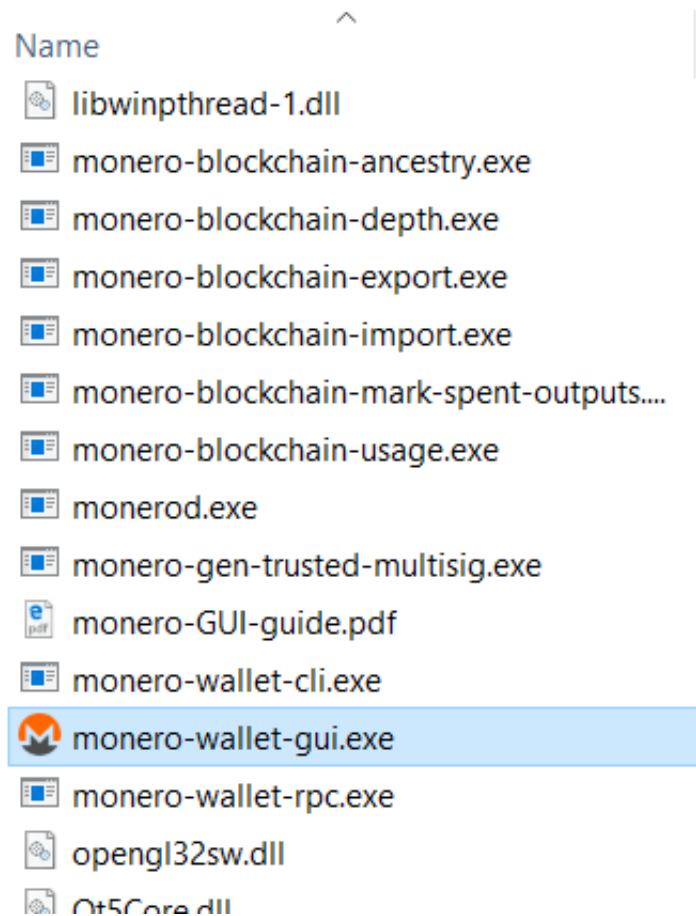 Name
libwinpthread-1.dll
monero-blockchain-ancestry.exe
monero-blockchain-depth.exe
monero-blockchain-export.exe
monero-blockchain-import.exe
monero-blockchain-mark-spent-outputs....
monero-blockchain-usage.exe
monerod.exe
monero-gen-trusted-multisig.exe
monero-GUI-guide.pdf
monero-wallet-cli.exe
monero-wallet-gui.exe
monero-wallet-rpc.exe
opengl32sw.dll
Qt5Core.dll